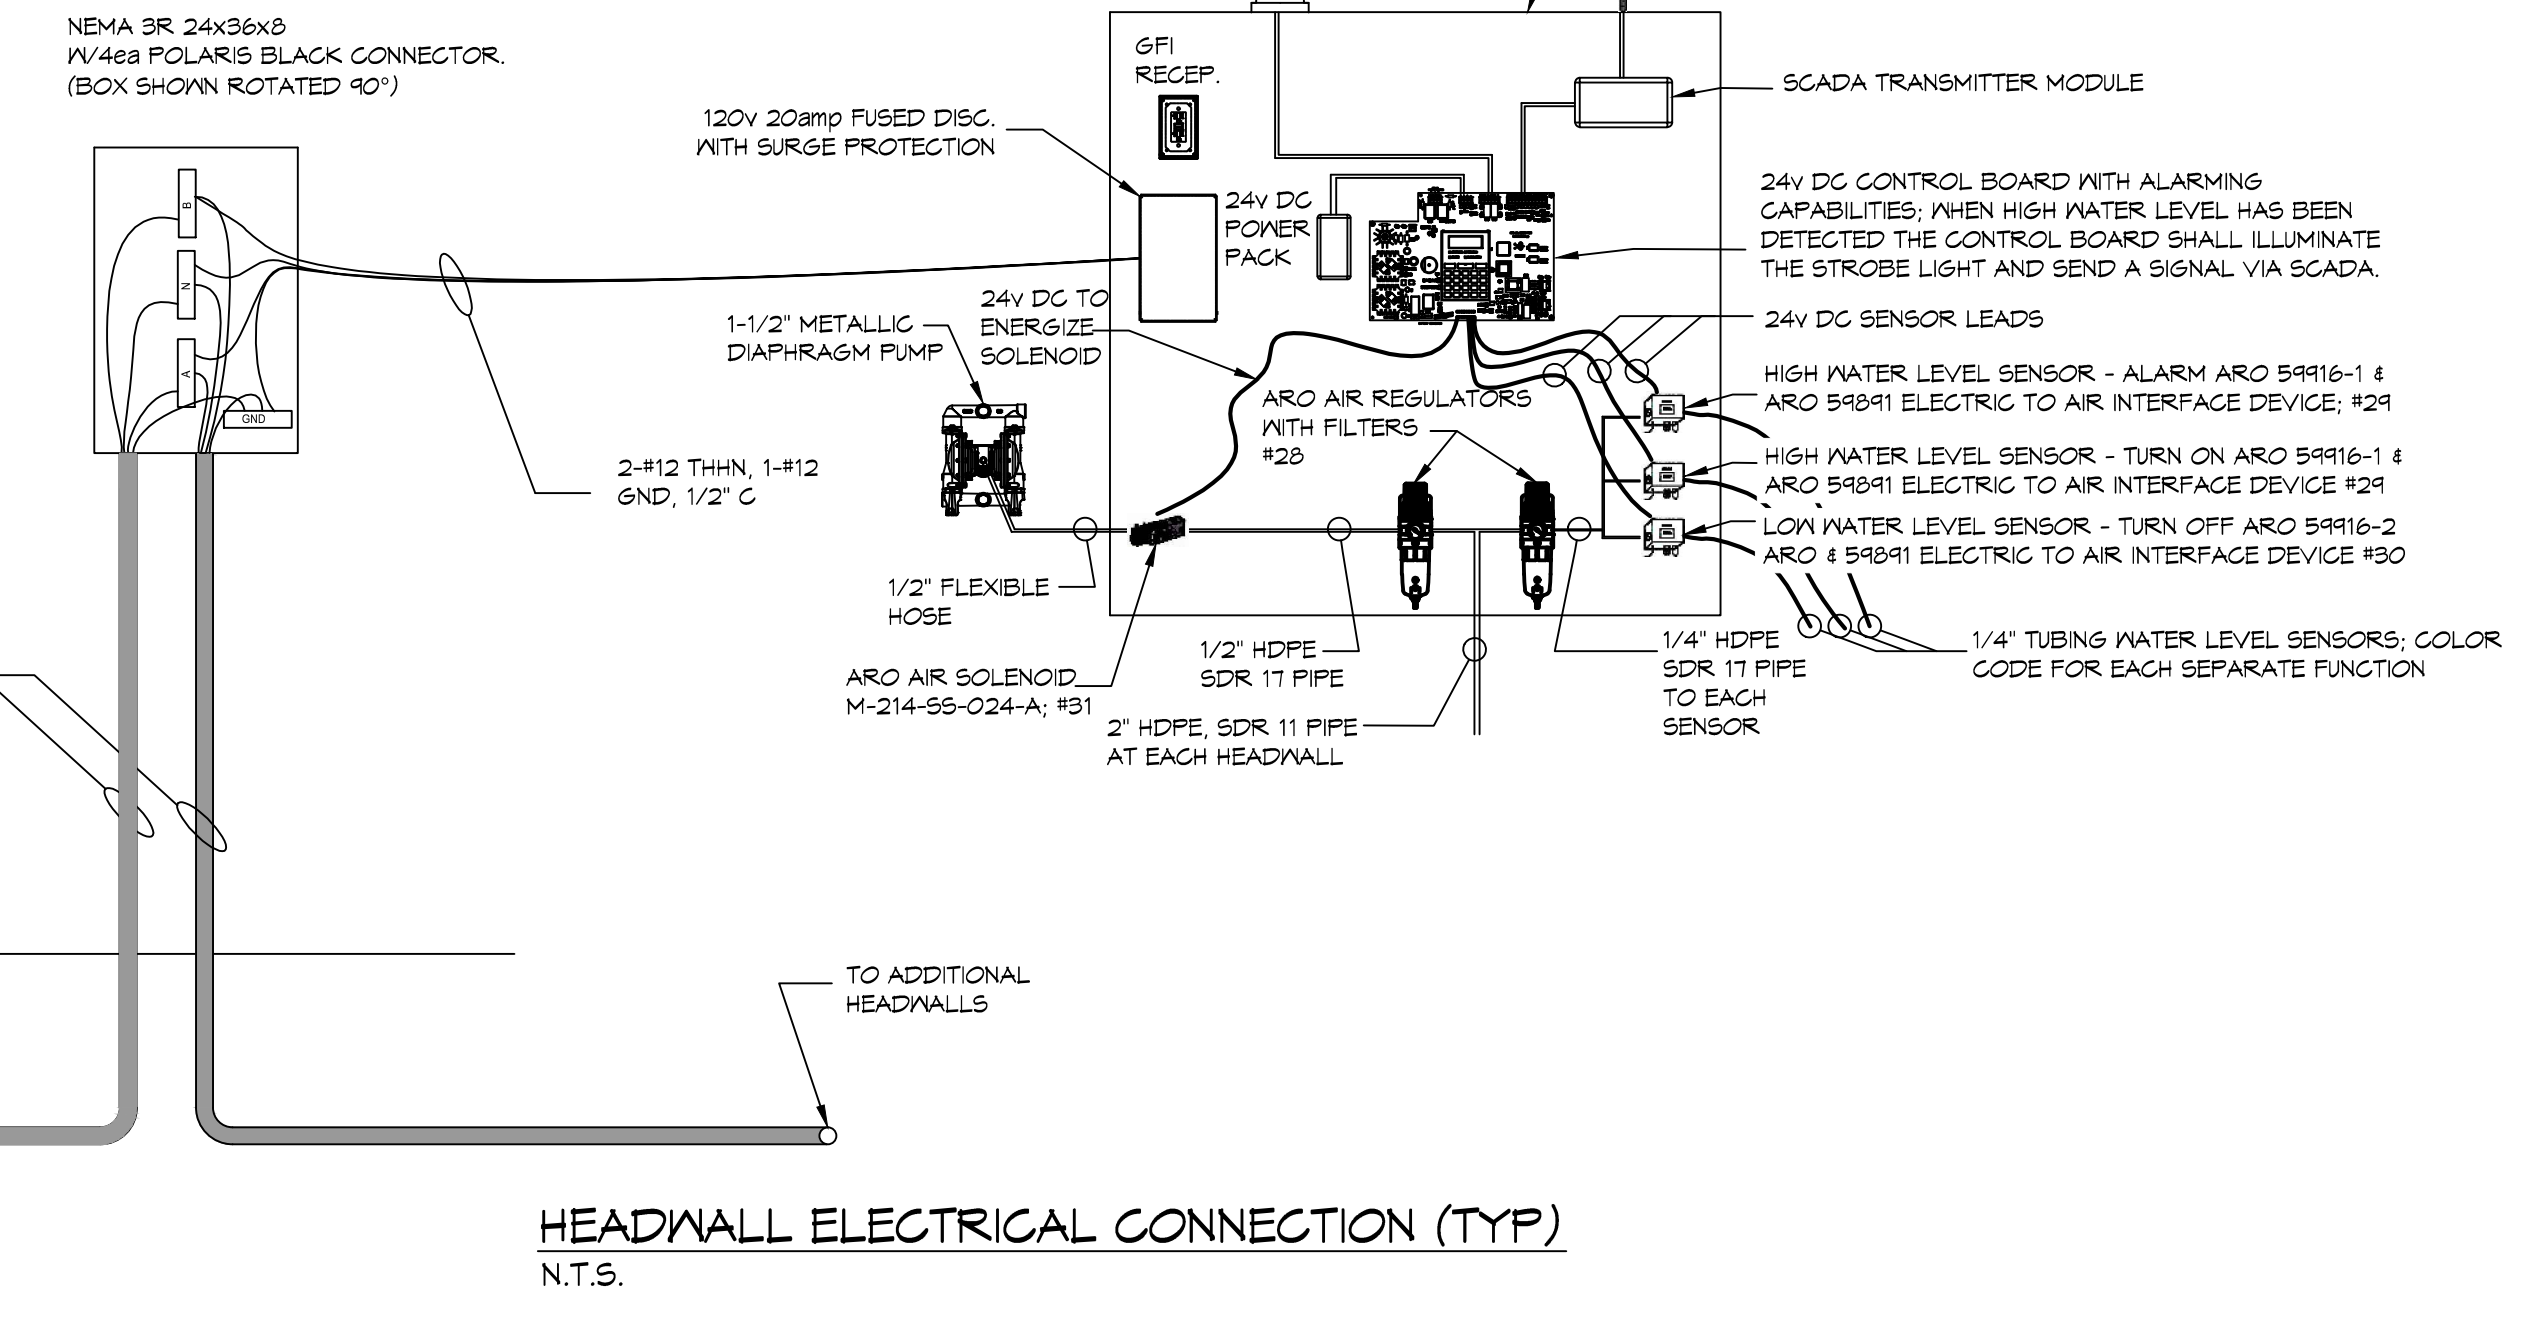 NEMA 3R 24x36x8
W/4ea POLARIS BLACK CONNECTOR.
(BOX SHOWN ROTATED 90°)
B
N
A
GND
2-#12 THHN, 1-#12
GND, 1/2" C
120v 20amp FUSED DISC.
WITH SURGE PROTECTION
1-1/2" METALLIC
DIAPHRAGM PUMP
24v DC TO
ENERGIZE
SOLENOID
GFI
RECEP.
24v DC
POWER
PACK
ARO AIR REGULATORS
WITH FILTERS
#28
SCADA TRANSMITTER MODULE
24v DC CONTROL BOARD WITH ALARMING
CAPABILITIES; WHEN HIGH WATER LEVEL HAS BEEN
DETECTED THE CONTROL BOARD SHALL ILLUMINATE
THE STROBE LIGHT AND SEND A SIGNAL VIA SCADA.
24v DC SENSOR LEADS
HIGH WATER LEVEL SENSOR - ALARM ARO 59916-1 &
ARO 59891 ELECTRIC TO AIR INTERFACE DEVICE; #29
HIGH WATER LEVEL SENSOR - TURN ON ARO 59916-1 &
ARO 59891 ELECTRIC TO AIR INTERFACE DEVICE #29
LOW WATER LEVEL SENSOR - TURN OFF ARO 59916-2
ARO & 59891 ELECTRIC TO AIR INTERFACE DEVICE #30
1/2" FLEXIBLE
HOSE
ARO AIR SOLENOID
M-214-SS-024-A; #31
1/2" HDPE
SDR 17 PIPE
2" HDPE, SDR 11 PIPE
AT EACH HEADWALL
1/4" HDPE
SDR 17 PIPE
TO EACH
SENSOR
1/4" TUBING WATER LEVEL SENSORS; COLOR
CODE FOR EACH SEPARATE FUNCTION
TO ADDITIONAL
HEADWALLS
HEADWALL ELECTRICAL CONNECTION (TYP)
N.T.S.